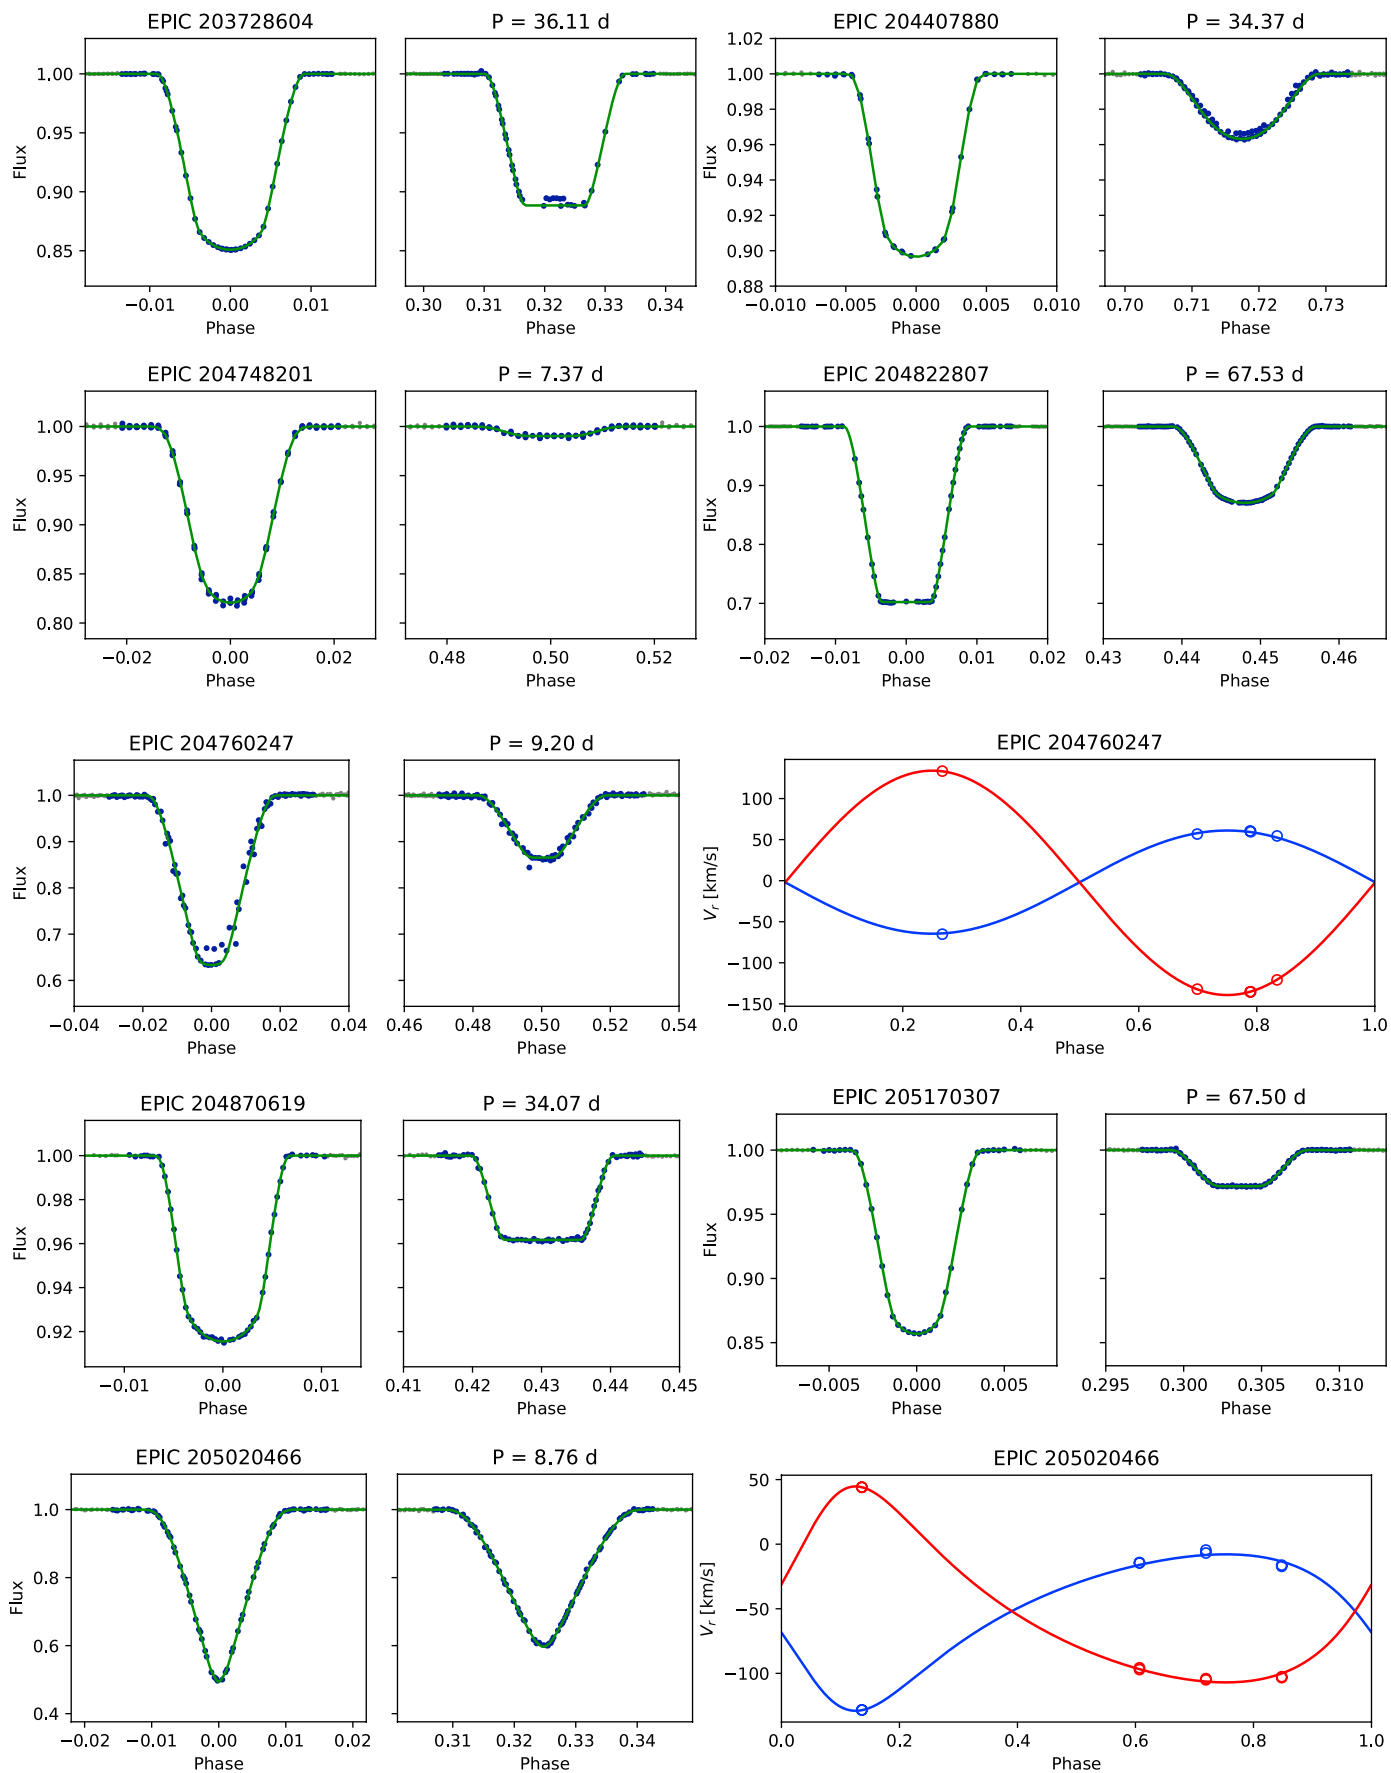 EPIC 203728604
P = 36.11 d
EPIC 204407880
P = 34.37 d
1.00
0.95
0.90
0.85
Flux
−0.01 0.00 0.01
Phase
0.30 0.31 0.32 0.33 0.34
Phase
1.02
1.00
0.98
0.96
0.94
0.92
0.90
0.88
Flux
−0.010 −0.005 0.000 0.005 0.010
Phase
0.70 0.71 0.72 0.73
Phase
EPIC 204748201
P = 7.37 d
EPIC 204822807
P = 67.53 d
1.00
0.95
0.90
0.85
0.80
Flux
−0.02 0.00 0.02
Phase
0.48 0.50 0.52
Phase
1.0
0.9
0.8
0.7
Flux
−0.02 −0.01 0.00 0.01 0.02
Phase
0.43 0.44 0.45 0.46
Phase
EPIC 204760247
P = 9.20 d
EPIC 204760247
1.0
0.9
0.8
0.7
0.6
Flux
−0.04 −0.02 0.00 0.02 0.04
Phase
0.46 0.48 0.50 0.52 0.54
Phase
100
50
0
−50
−100
−150
V_r [km/s]
0.0 0.2 0.4 0.6 0.8 1.0
Phase
EPIC 204870619
P = 34.07 d
EPIC 205170307
P = 67.50 d
1.00
0.98
0.96
0.94
0.92
Flux
−0.01 0.00 0.01
Phase
0.41 0.42 0.43 0.44 0.45
Phase
1.00
0.95
0.90
0.85
Flux
−0.005 0.000 0.005
Phase
0.295 0.300 0.305 0.310
Phase
EPIC 205020466
P = 8.76 d
EPIC 205020466
1.0
0.8
0.6
0.4
Flux
−0.02 −0.01 0.00 0.01 0.02
Phase
0.31 0.32 0.33 0.34
Phase
50
0
−50
−100
V_r [km/s]
0.0 0.2 0.4 0.6 0.8 1.0
Phase